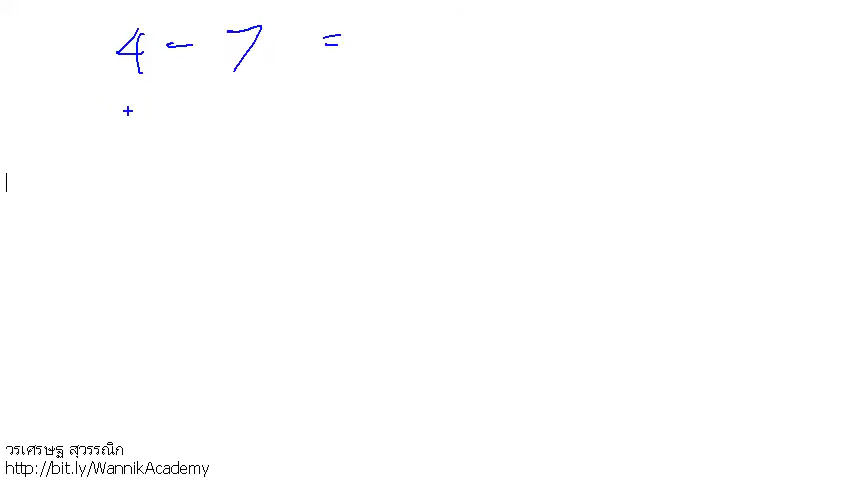 4 - 7 =
+
วรเศรษฐ สุวรรณิก
http://bit.ly/WannikAcademy